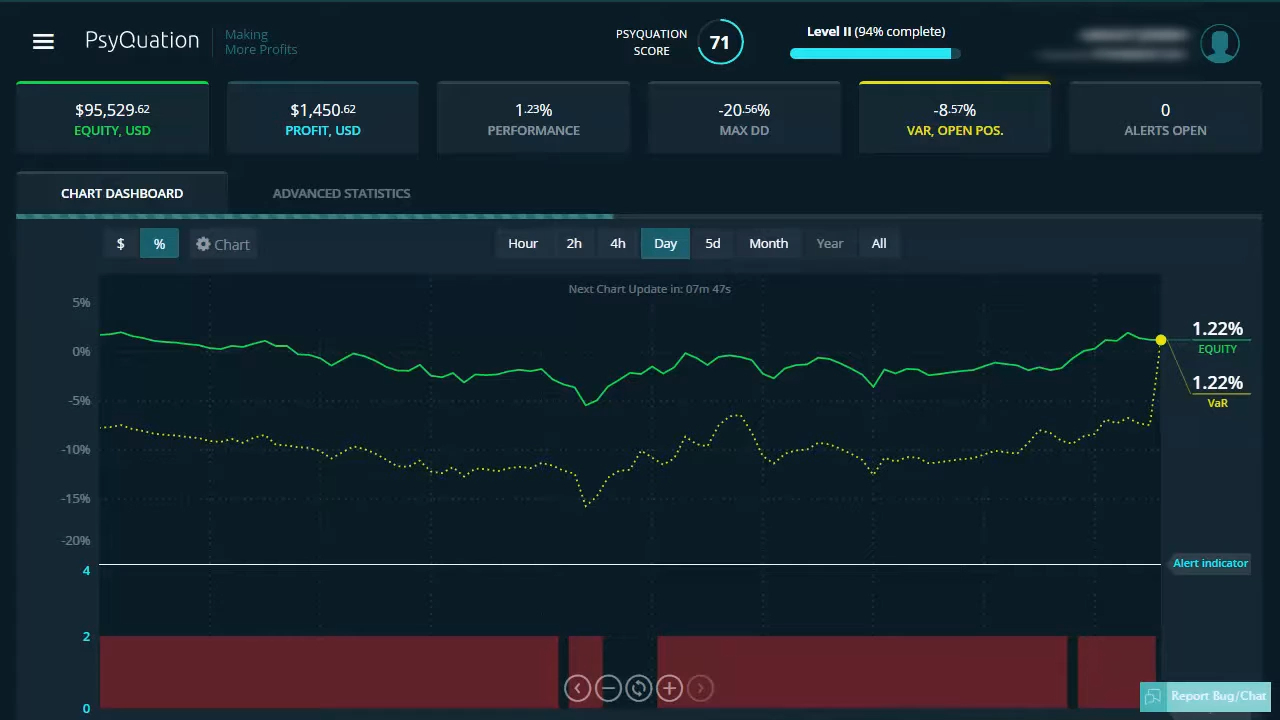 PsyQuation
Making
More Profits
PSYQUATION
SCORE
71
Level II (94% complete)
$95,529.62
EQUITY, USD
$1,450.62
PROFIT, USD
1.23%
PERFORMANCE
-20.56%
MAX DD
-8.57%
VAR, OPEN POS.
0
ALERTS OPEN
CHART DASHBOARD
ADVANCED STATISTICS
$
%
Chart
Hour
2h
4h
Day
5d
Month
Year
All
Next Chart Update in: 07m 47s
5%
0%
-5%
-10%
-15%
-20%
4
2
0
1.22%
EQUITY
1.22%
VaR
Alert indicator
Report Bug/Chat